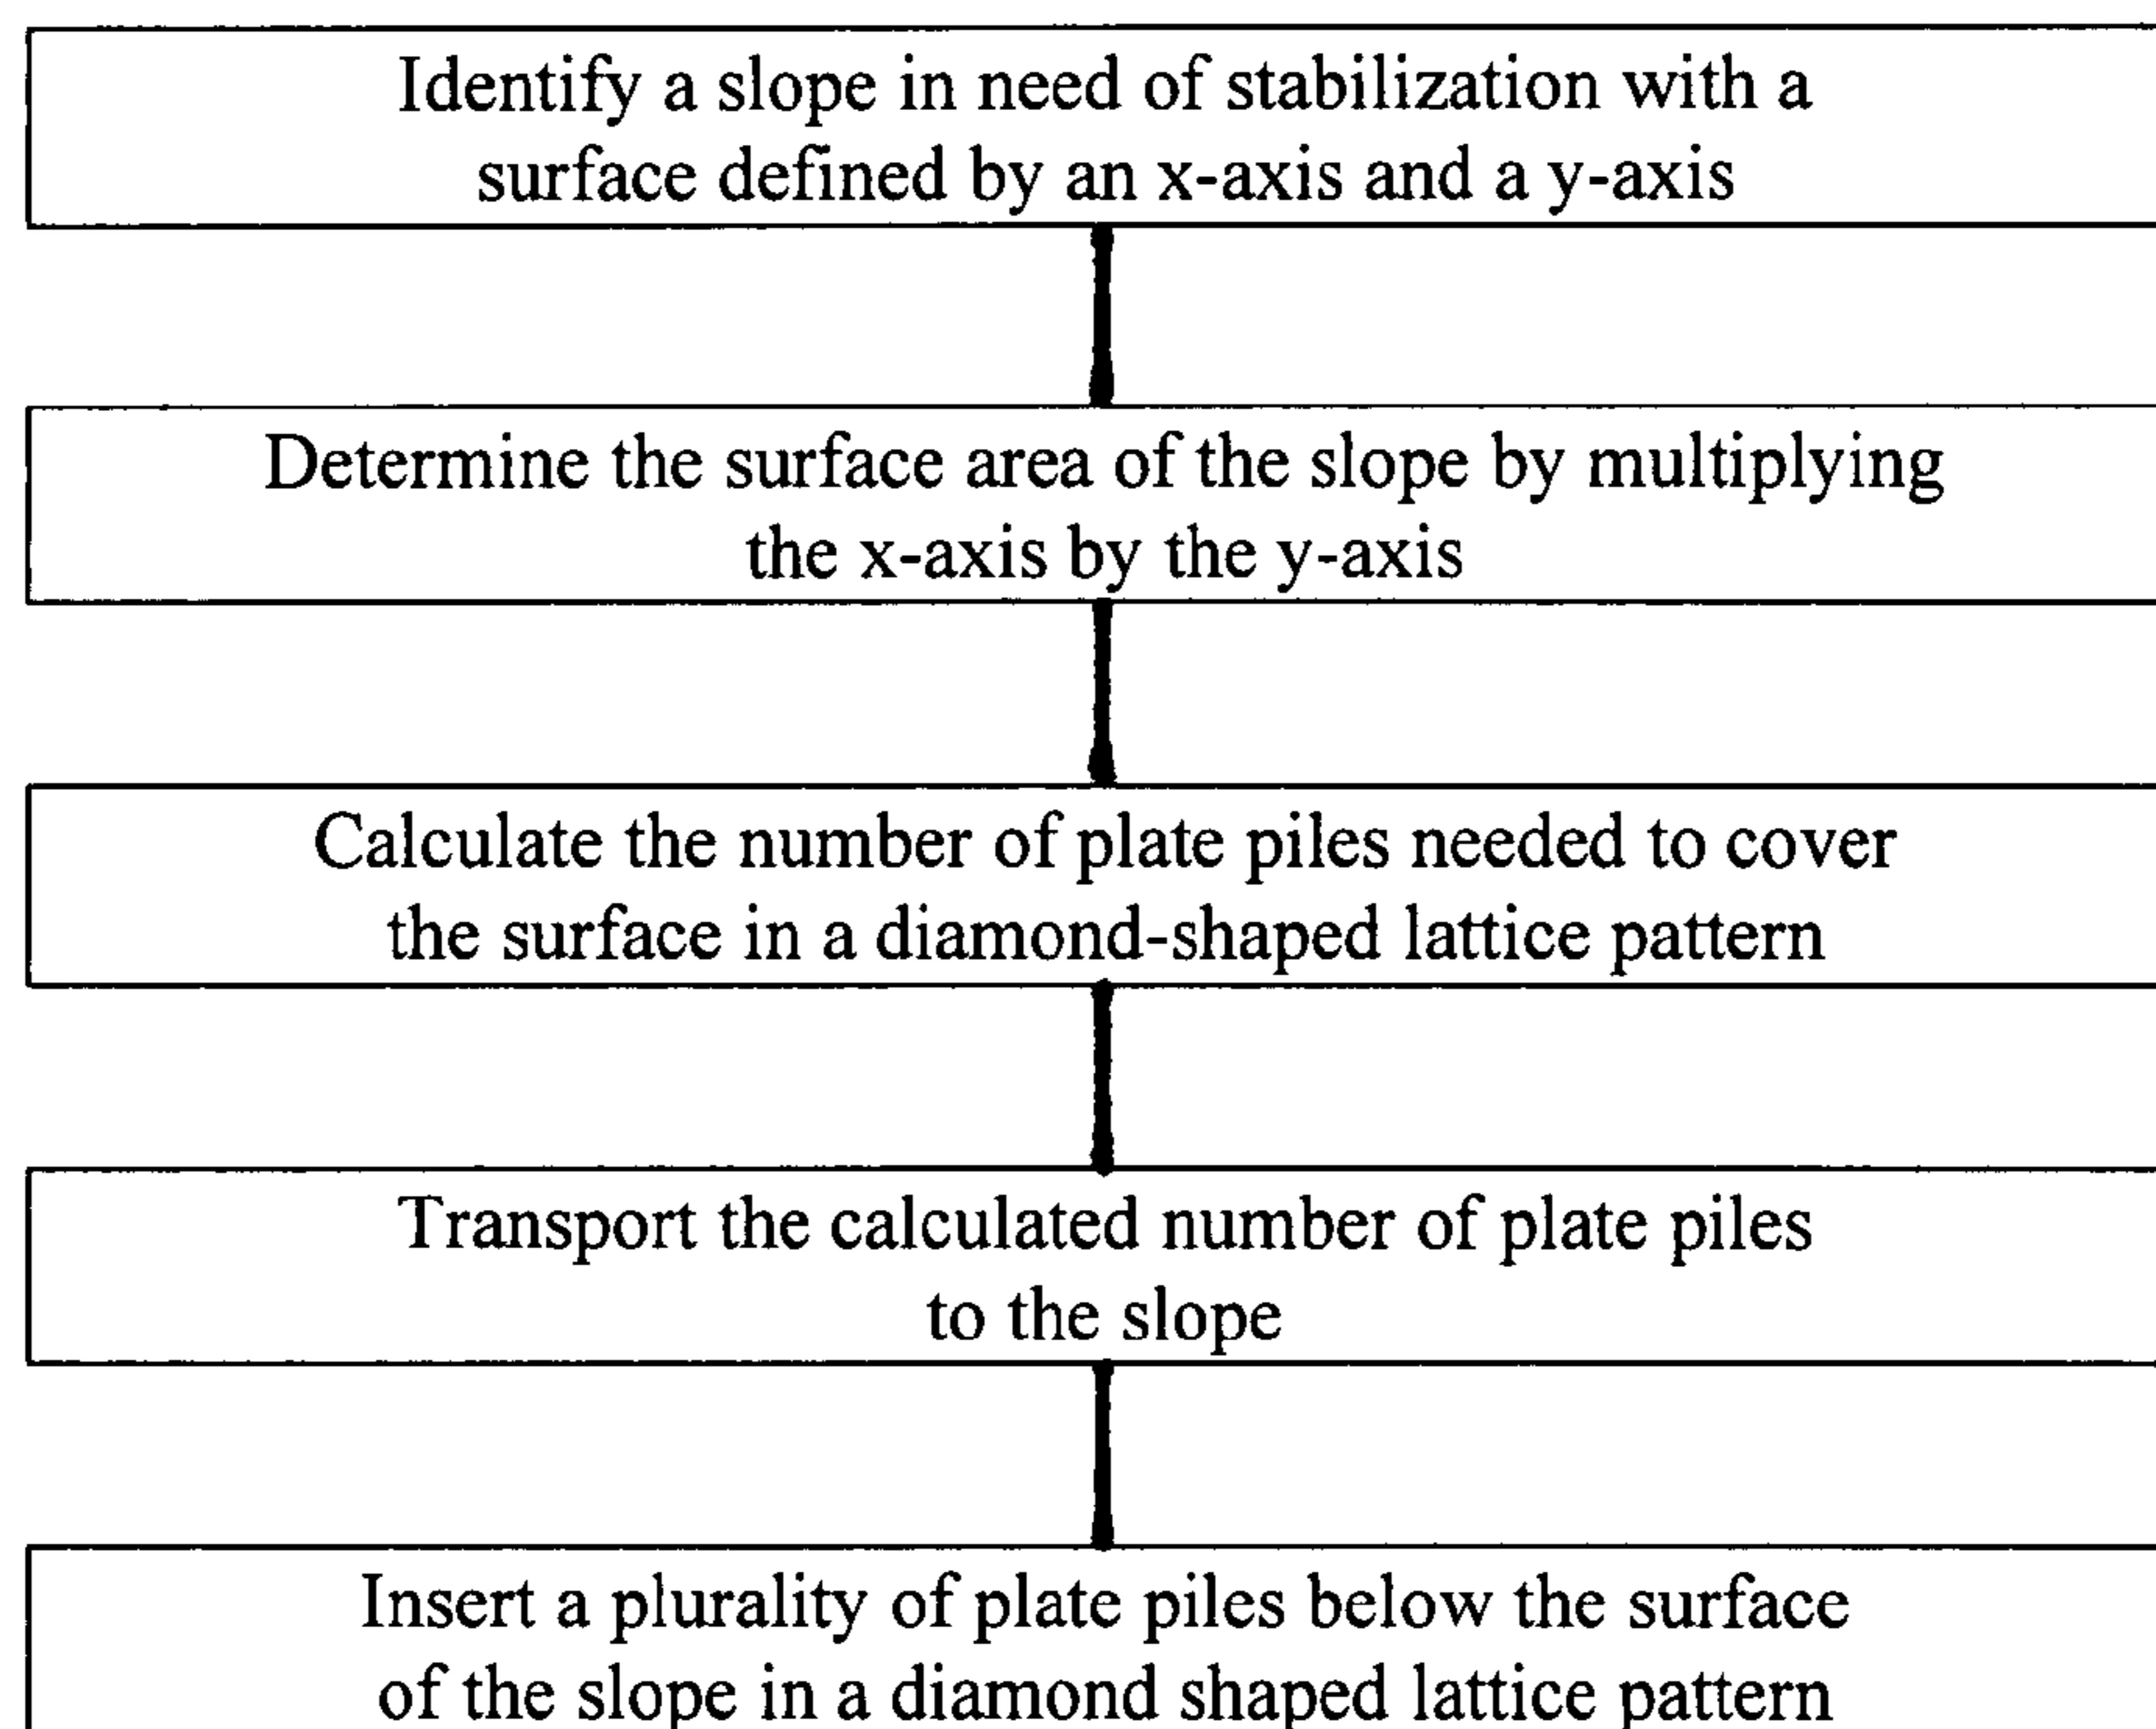 Identify a slope in need of stabilization with a
surface defined by an x-axis and a y-axis
Determine the surface area of the slope by multiplying
the x-axis by the y-axis
Calculate the number of plate piles needed to cover
the surface in a diamond-shaped lattice pattern
Transport the calculated number of plate piles
to the slope
Insert a plurality of plate piles below the surface
of the slope in a diamond shaped lattice pattern